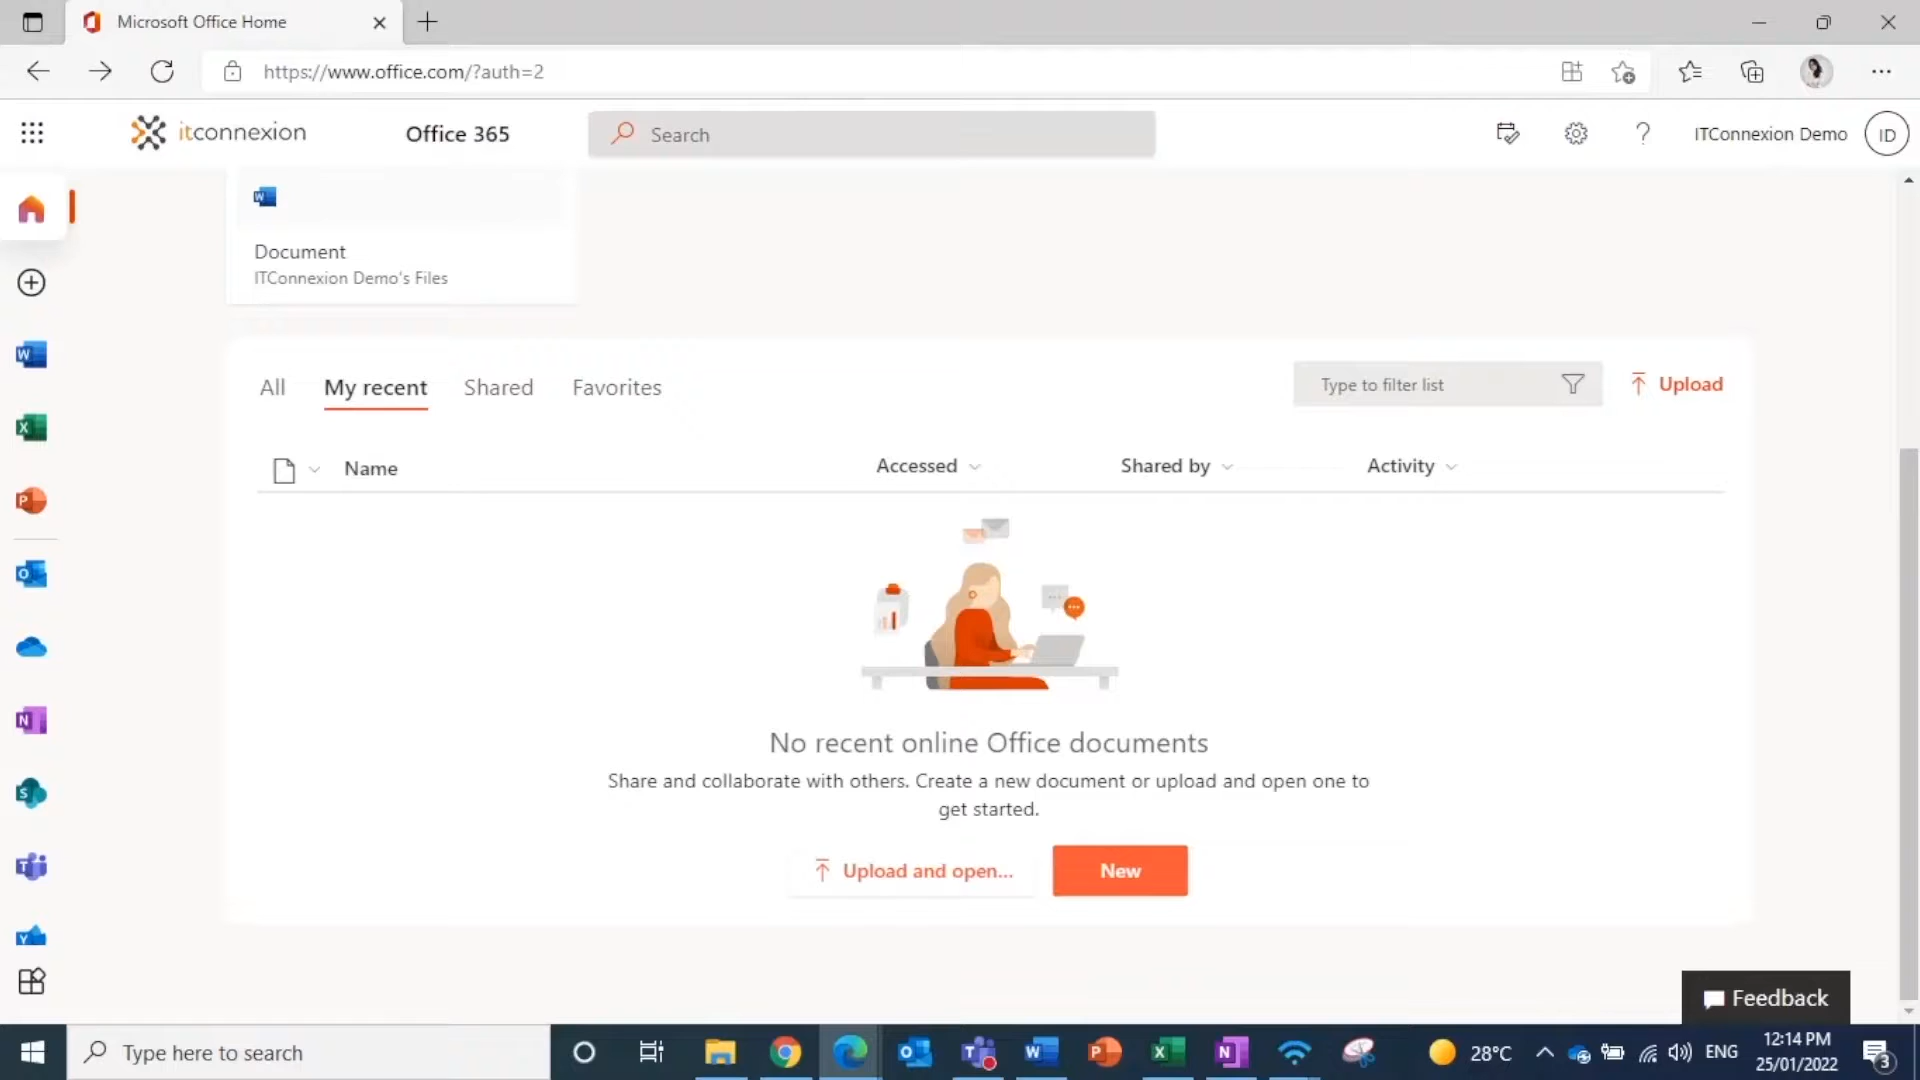 Microsoft Office Home
https://www.office.com/?auth=2
itconnexion
Office 365
Search
ITConnexion Demo
ID
Document
ITConnexion Demo's Files
All
My recent
Shared
Favorites
Type to filter list
Upload
Name
Accessed
Shared by
Activity
No recent online Office documents
Share and collaborate with others. Create a new document or upload and open one to
get started.
Upload and open...
New
Feedback
Type here to search
28°C
ENG
12:14 PM
25/01/2022
3